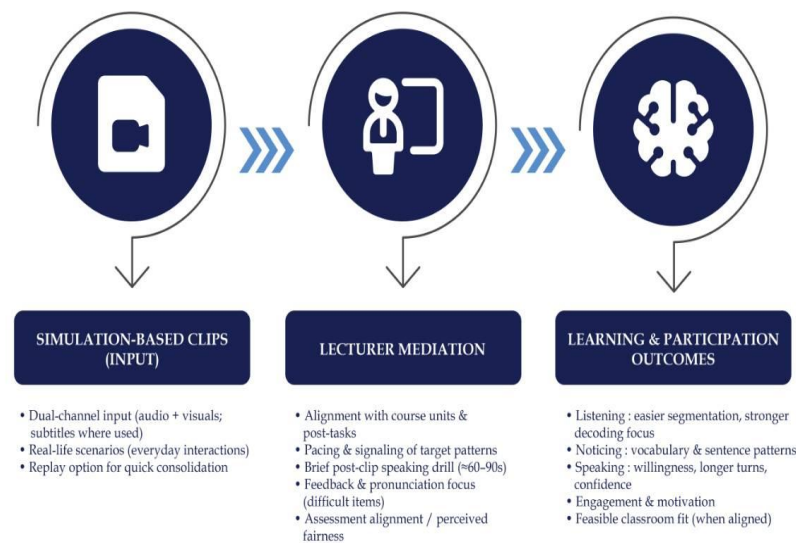 SIMULATION-BASED CLIPS
(INPUT)
• Dual-channel input (audio + visuals;
subtitles where used)
• Real-life scenarios (everyday interactions)
• Replay option for quick consolidation
LECTURER MEDIATION
• Alignment with course units &
post-tasks
• Pacing & signaling of target patterns
• Brief post-clip speaking drill (≈60–90s)
• Feedback & pronunciation focus
(difficult items)
• Assessment alignment / perceived
fairness
LEARNING & PARTICIPATION
OUTCOMES
• Listening : easier segmentation, stronger
decoding focus
• Noticing : vocabulary & sentence patterns
• Speaking : willingness, longer turns,
confidence
• Engagement & motivation
• Feasible classroom fit (when aligned)